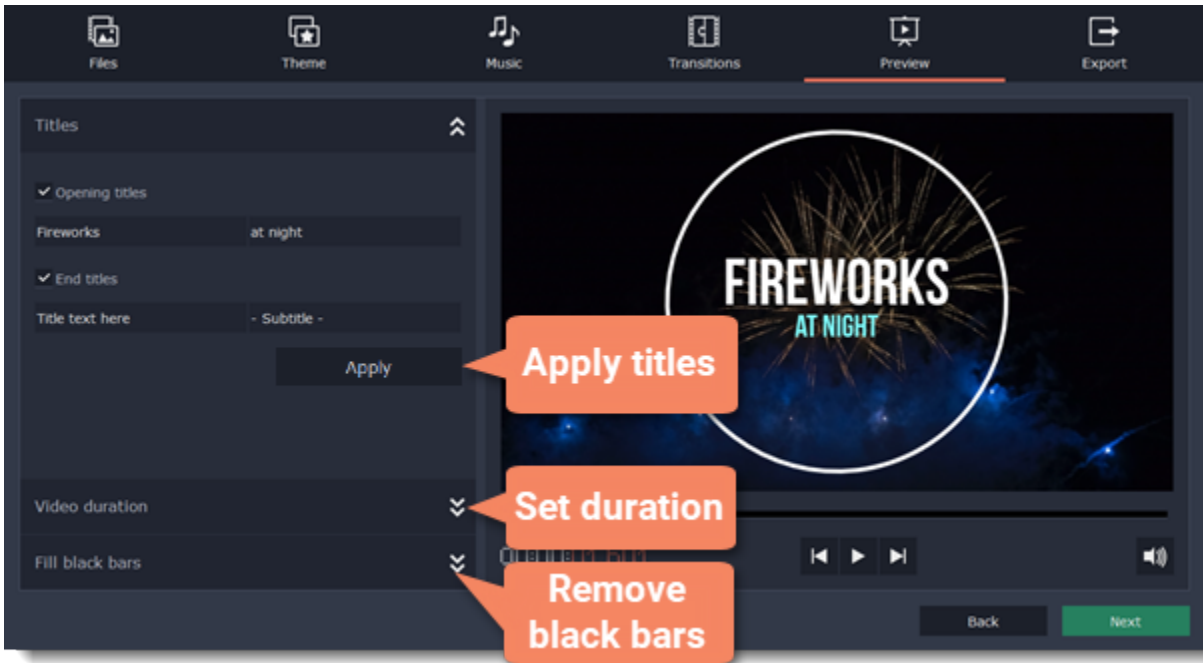 Files
Theme
Music
Transitions
Preview
Export
Titles
Opening titles
Fireworks
at night
End titles
Title text here
- Subtitle -
Apply
Video duration
Fill black bars
FIREWORKS
AT NIGHT
Apply titles
Set duration
Remove
black bars
Back
Next